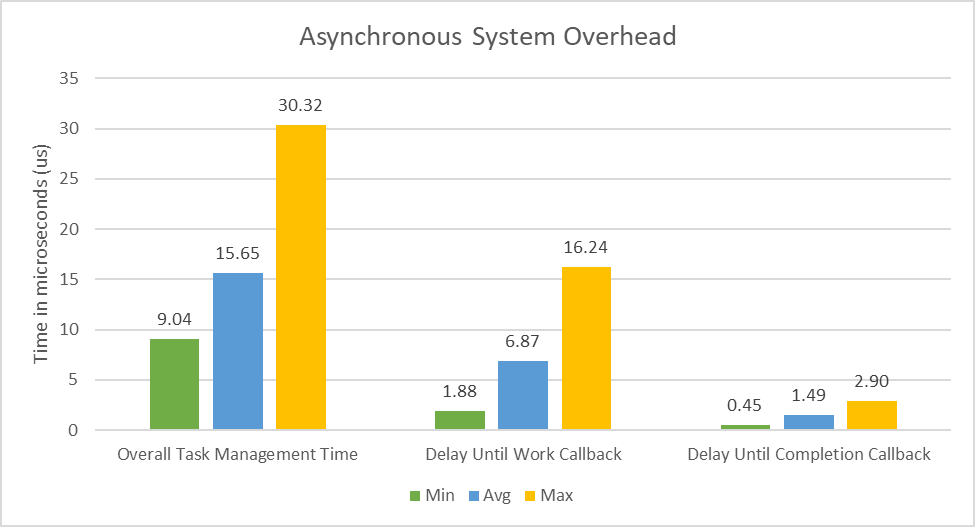 Asynchronous System Overhead
Time in microseconds (us)
35
30
25
20
15
10
5
0
9.04
15.65
30.32
1.88
6.87
16.24
0.45
1.49
2.90
Overall Task Management Time
Delay Until Work Callback
Delay Until Completion Callback
Min Avg Max